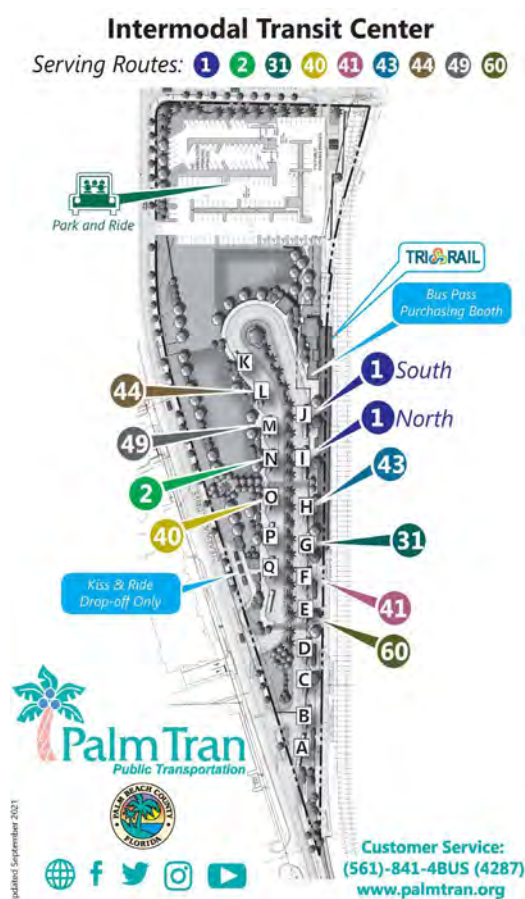 Intermodal Transit Center
Serving Routes: 1 2 31 40 41 43 44 49 60
Park and Ride
TRI RAIL
Bus Pass
Purchasing Booth
K
L
44
J
1 South
M
49
1 North
N
I
2
43
O
H
40
P
G
31
Q
F
Kiss & Ride
Drop-off Only
E
41
60
D
C
B
A
PalmTran
Public Transportation
PALM BEACH COUNTY
FLORIDA
pdated September 2021
Customer Service:
(561)-841-4BUS (4287)
www.palmtran.org